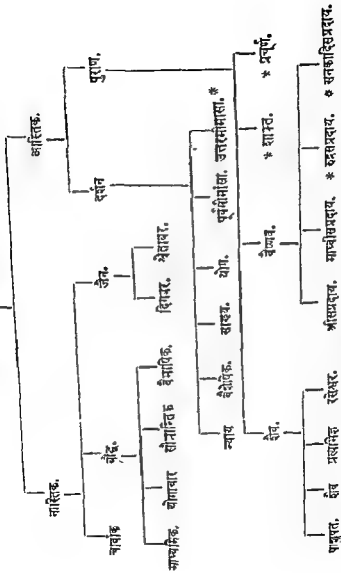 नास्तिक. आस्तिक.
चार्वाक बौद्ध. जैन. दर्शन पुराण.
माध्यमिक. योगाचार सौत्रान्तिक वैभाषिक. दिगंबर. श्वेतांबर.
न्याय वैशेषिक. सांख्य. योग. पूर्वमीमांसा. उत्तरमीमांसा. *
शैव. वैष्णव. * शाक्त. * प्रचूर्ण.
पाशुपत. शैव प्रत्यभिज्ञ रसेश्वर. श्रीसंप्रदाय. माध्वीसंप्रदाय. * रुद्रसंप्रदाय. * सनकादिसंप्रदाय.